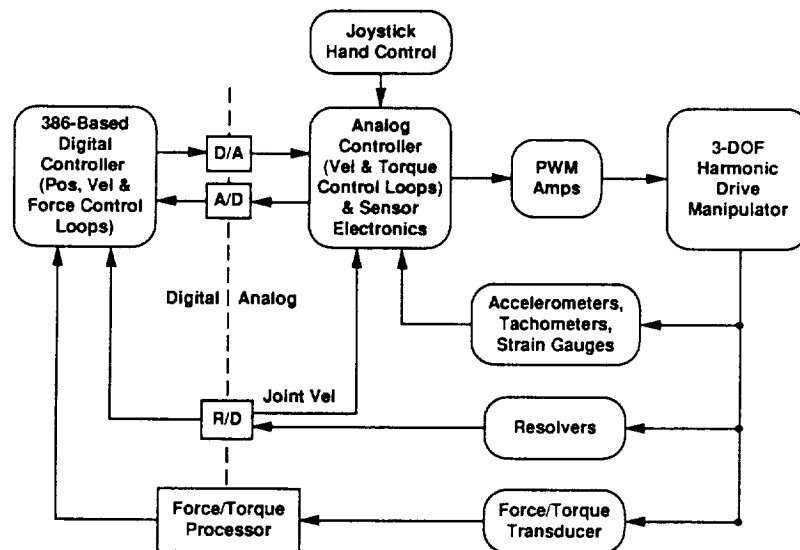 Joystick
Hand Control
386-Based
Digital
Controller
(Pos, Vel &
Force Control
Loops)
D/A
A/D
Analog
Controller
(Vel & Torque
Control Loops)
& Sensor
Electronics
PWM
Amps
3-DOF
Harmonic
Drive
Manipulator
Digital
Analog
Accelerometers,
Tachometers,
Strain Gauges
Joint Vel
R/D
Resolvers
Force/Torque
Processor
Force/Torque
Transducer